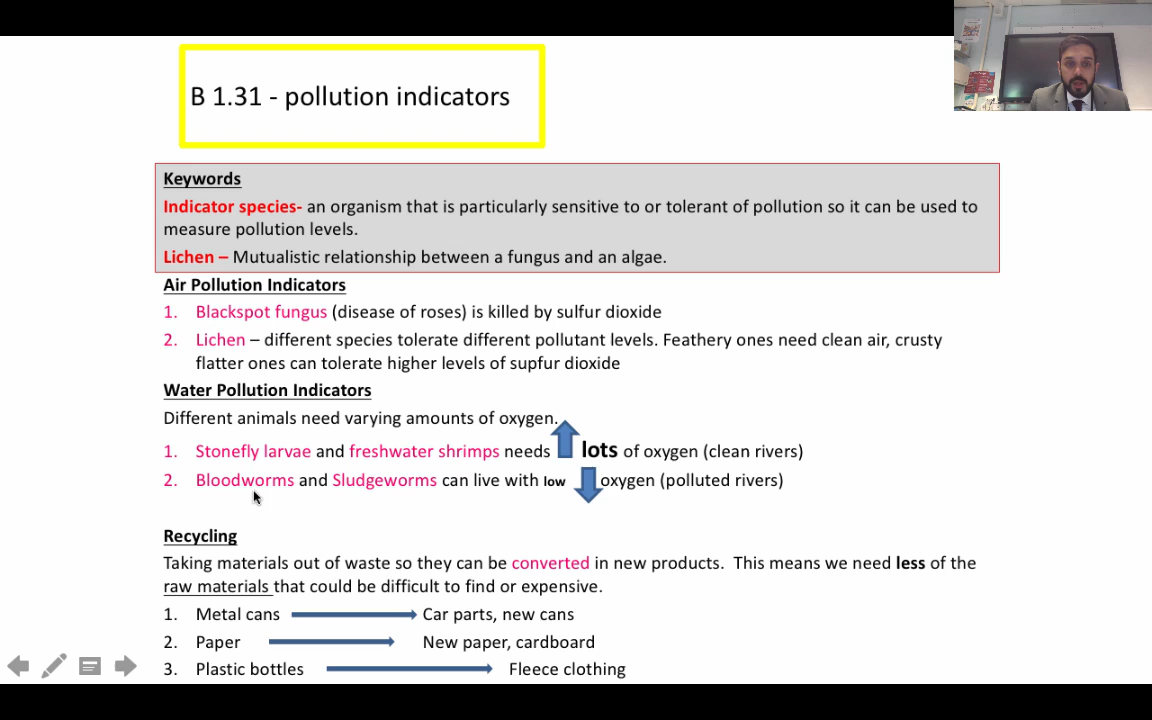 B 1.31 - pollution indicators
Keywords
Indicator species- an organism that is particularly sensitive to or tolerant of pollution so it can be used to
measure pollution levels.
Lichen – Mutualistic relationship between a fungus and an algae.
Air Pollution Indicators
1. Blackspot fungus (disease of roses) is killed by sulfur dioxide
2. Lichen – different species tolerate different pollutant levels. Feathery ones need clean air, crusty
flatter ones can tolerate higher levels of supfur dioxide
Water Pollution Indicators
Different animals need varying amounts of oxygen.
1. Stonefly larvae and freshwater shrimps needs lots of oxygen (clean rivers)
2. Bloodworms and Sludgeworms can live with low oxygen (polluted rivers)
Recycling
Taking materials out of waste so they can be converted in new products. This means we need less of the
raw materials that could be difficult to find or expensive.
1. Metal cans Car parts, new cans
2. Paper New paper, cardboard
3. Plastic bottles Fleece clothing